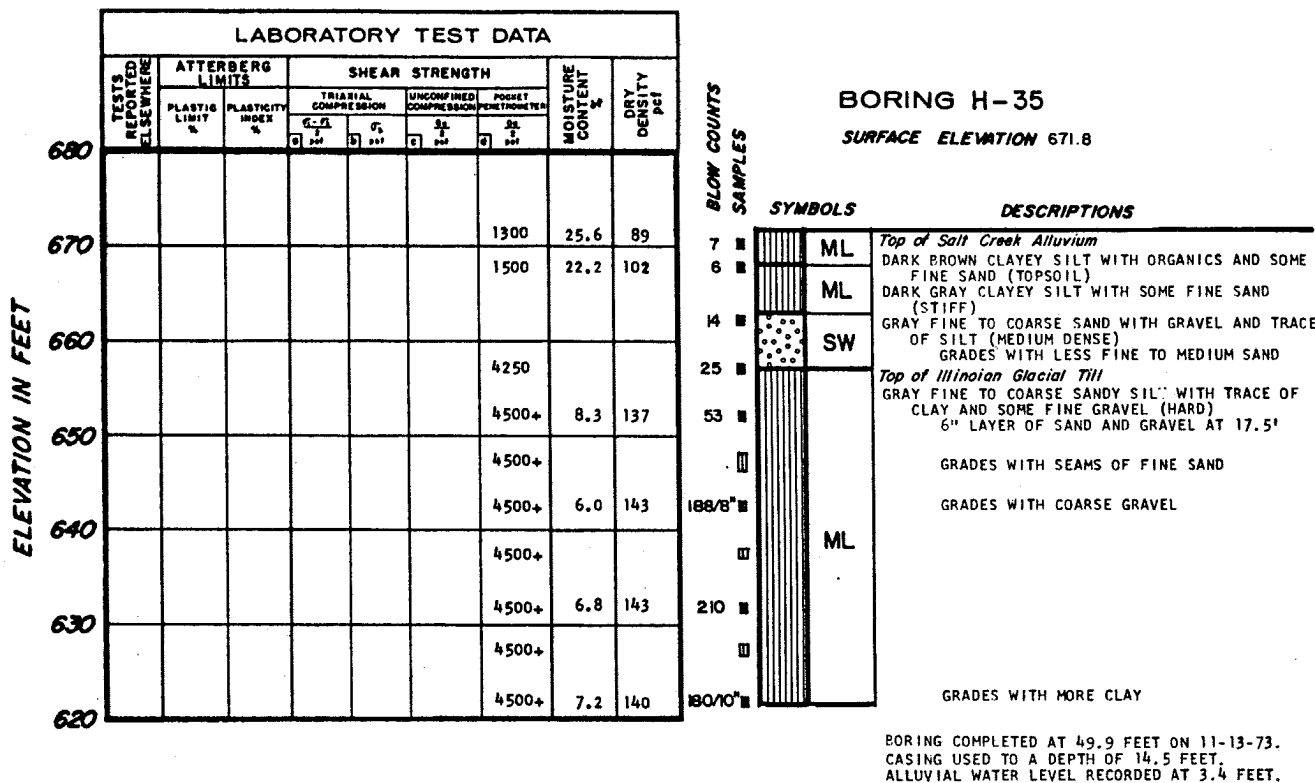 LABORATORY TEST DATA
TESTS REPORTED ELSEWHERE
ATTERBERG LIMITS
SHEAR STRENGTH
MOISTURE CONTENT %
DRY DENSITY pcf
PLASTIC LIMIT %
PLASTICITY INDEX %
TRIAXIAL COMPRESSION
UNCONFINED COMPRESSION
POCKET PENETROMETER
a psf
b psf
c psf
d psf
BORING H-35
SURFACE ELEVATION 671.8
BLOW COUNTS
SAMPLES
SYMBOLS
DESCRIPTIONS
ELEVATION IN FEET
680
670
660
650
640
630
620
1300 25.6 89
1500 22.2 102
4250
4500+ 8.3 137
4500+
4500+ 6.0 143
4500+
4500+ 6.8 143
4500+
4500+ 7.2 140
7
6
14
25
53
188/8"
210
180/10"
ML
ML
SW
ML
Top of Salt Creek Alluvium
DARK BROWN CLAYEY SILT WITH ORGANICS AND SOME
FINE SAND (TOPSOIL)
DARK GRAY CLAYEY SILT WITH SOME FINE SAND
(STIFF)
GRAY FINE TO COARSE SAND WITH GRAVEL AND TRACE
OF SILT (MEDIUM DENSE)
GRADES WITH LESS FINE TO MEDIUM SAND
Top of Illinoian Glacial Till
GRAY FINE TO COARSE SANDY SILT WITH TRACE OF
CLAY AND SOME FINE GRAVEL (HARD)
6" LAYER OF SAND AND GRAVEL AT 17.5'
GRADES WITH SEAMS OF FINE SAND
GRADES WITH COARSE GRAVEL
GRADES WITH MORE CLAY
BORING COMPLETED AT 49.9 FEET ON 11-13-73.
CASING USED TO A DEPTH OF 14.5 FEET.
ALLUVIAL WATER LEVEL RECORDED AT 3.4 FEET.